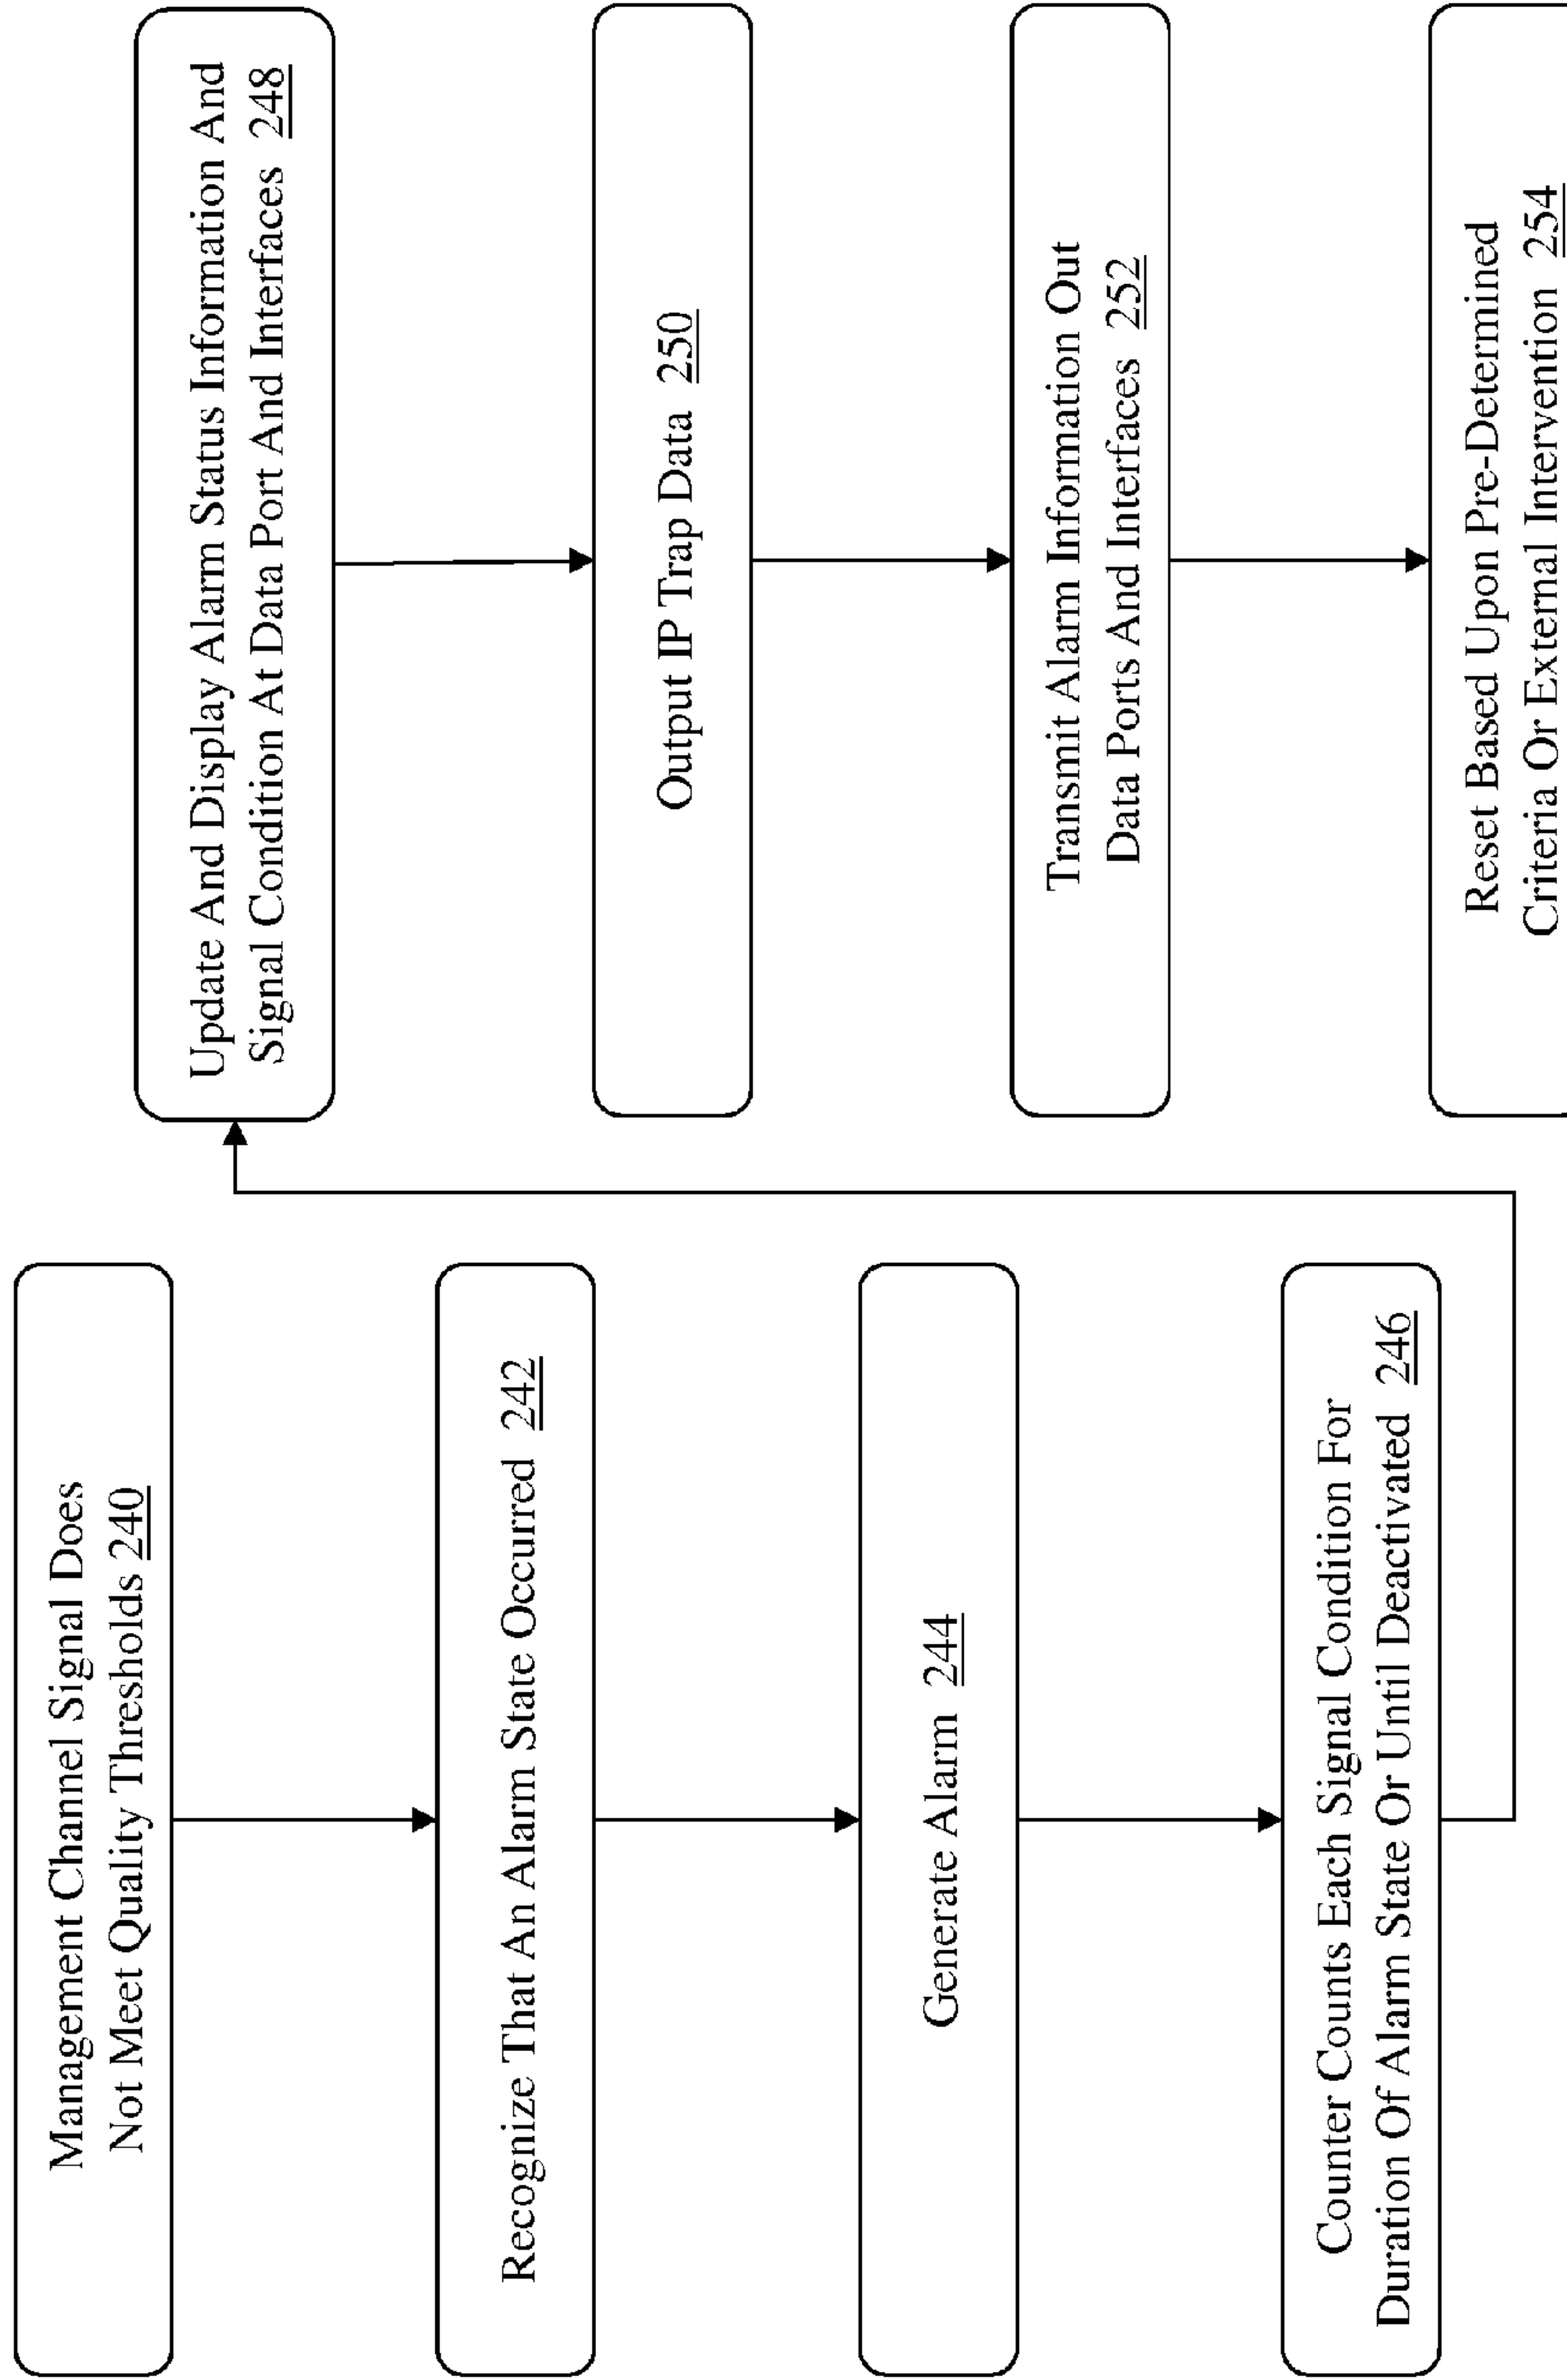 Management Channel Signal Does
Not Meet Quality Thresholds 240
Recognize That An Alarm State Occurred 242
Generate Alarm 244
Counter Counts Each Signal Condition For
Duration Of Alarm State Or Until Deactivated 246
Update And Display Alarm Status Information And
Signal Condition At Data Port And Interfaces 248
Output IP Trap Data 250
Transmit Alarm Information Out
Data Ports And Interfaces 252
Reset Based Upon Pre-Determined
Criteria Or External Intervention 254